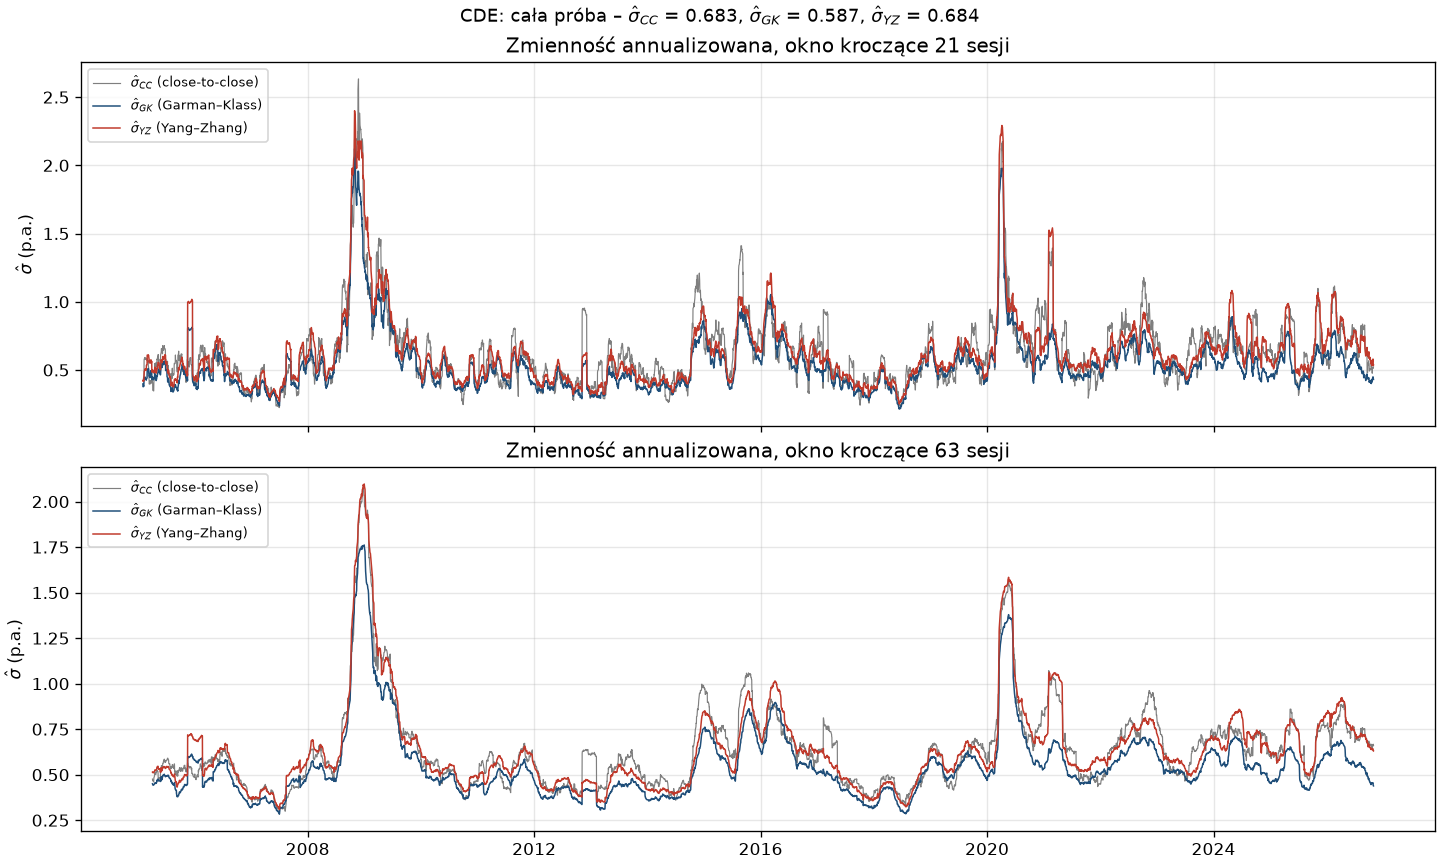 CDE: cała próba – σ̂CC = 0.683, σ̂GK = 0.587, σ̂YZ = 0.684
Zmienność annualizowana, okno kroczące 21 sesji
σ̂CC (close-to-close)
σ̂GK (Garman–Klass)
σ̂YZ (Yang–Zhang)
2.5
2.0
1.5
1.0
0.5
σ̂ (p.a.)
Zmienność annualizowana, okno kroczące 63 sesji
σ̂CC (close-to-close)
σ̂GK (Garman–Klass)
σ̂YZ (Yang–Zhang)
2.00
1.75
1.50
1.25
1.00
0.75
0.50
0.25
σ̂ (p.a.)
2008 2012 2016 2020 2024